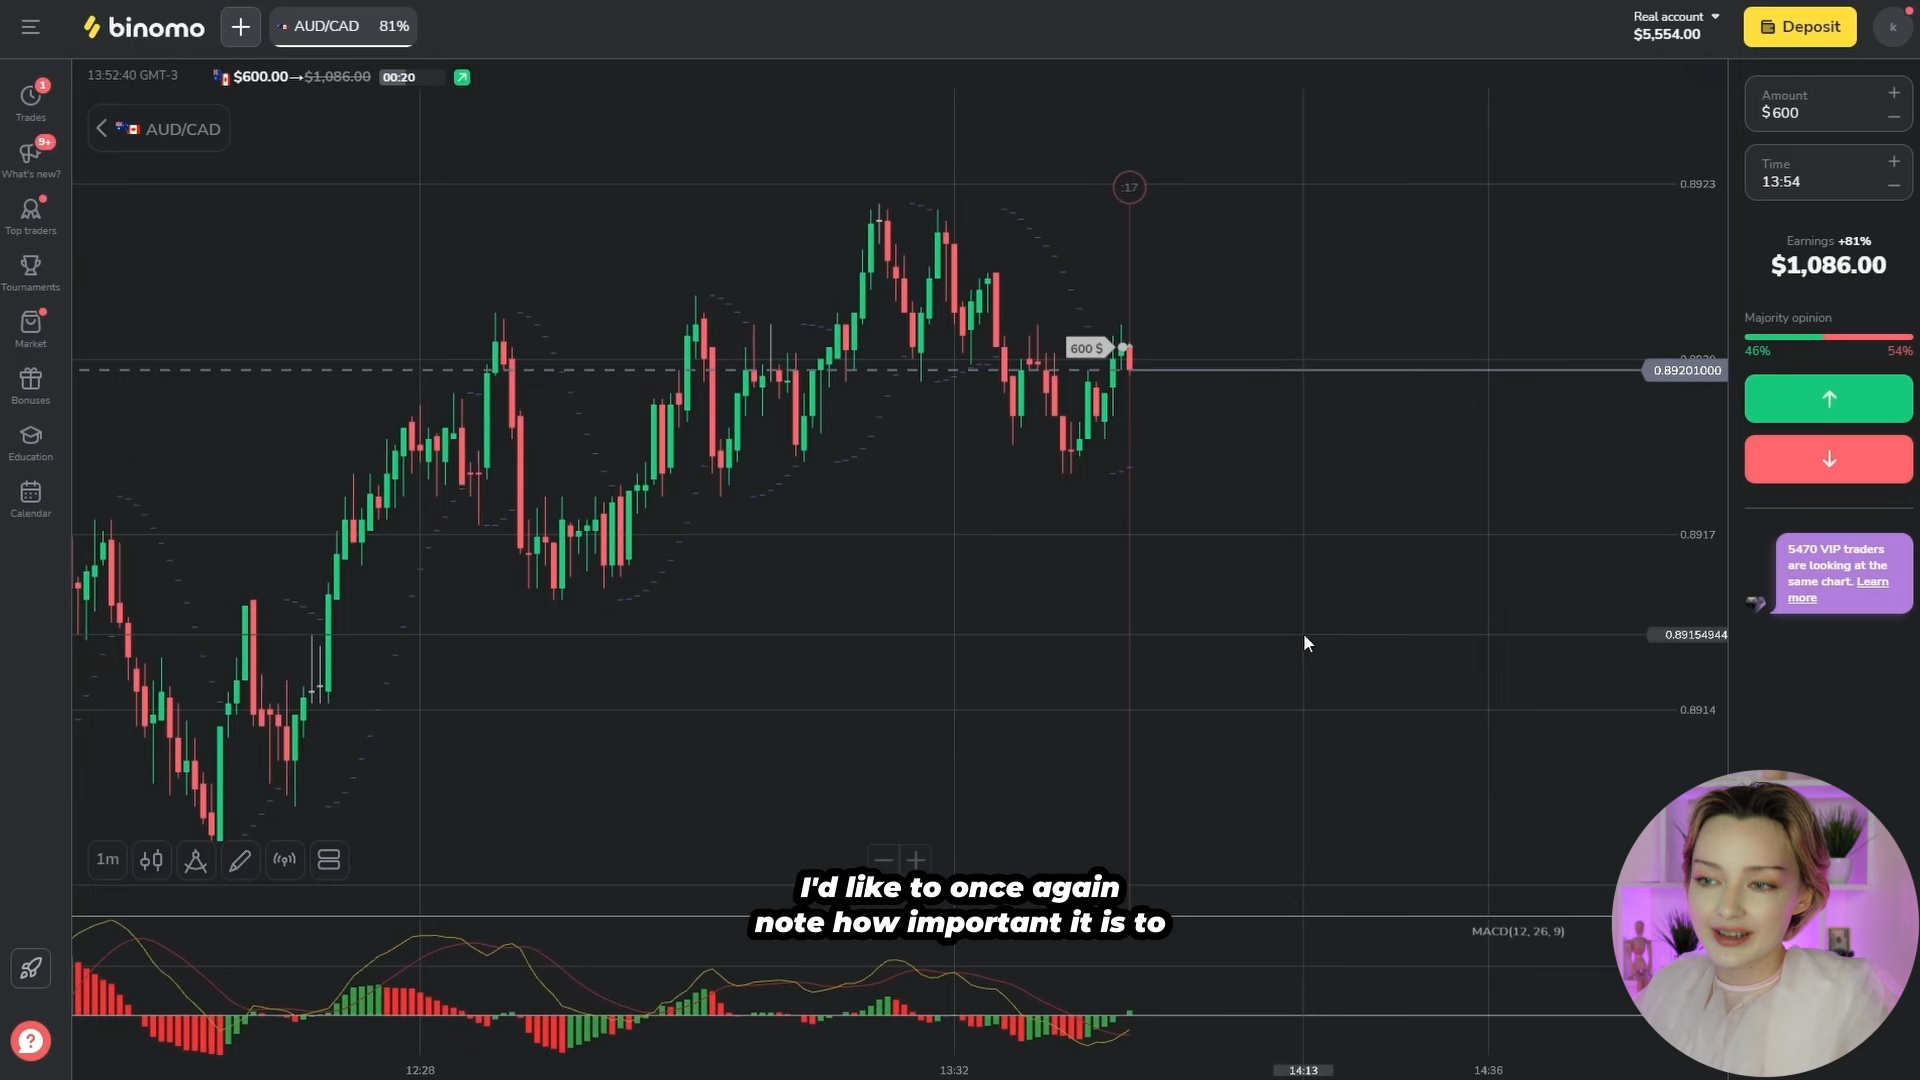 binomo
AUD/CAD 81%
Real account
$5,554.00
Deposit
k
13:52:40 GMT-3
$600.00→$1,086.00 00:20
AUD/CAD
1
Trades
9+
What's new?
Top traders
Tournaments
Market
Bonuses
Education
Calendar
:17
600 $
0.8923
0.89201000
0.8917
0.89154944
0.8914
Amount
$600
Time
13:54
Earnings +81%
$1,086.00
Majority opinion
46% 54%
5470 VIP traders
are looking at the
same chart. Learn
more
1m
I'd like to once again
note how important it is to
MACD(12, 26, 9)
12:28 13:32 14:13 14:36